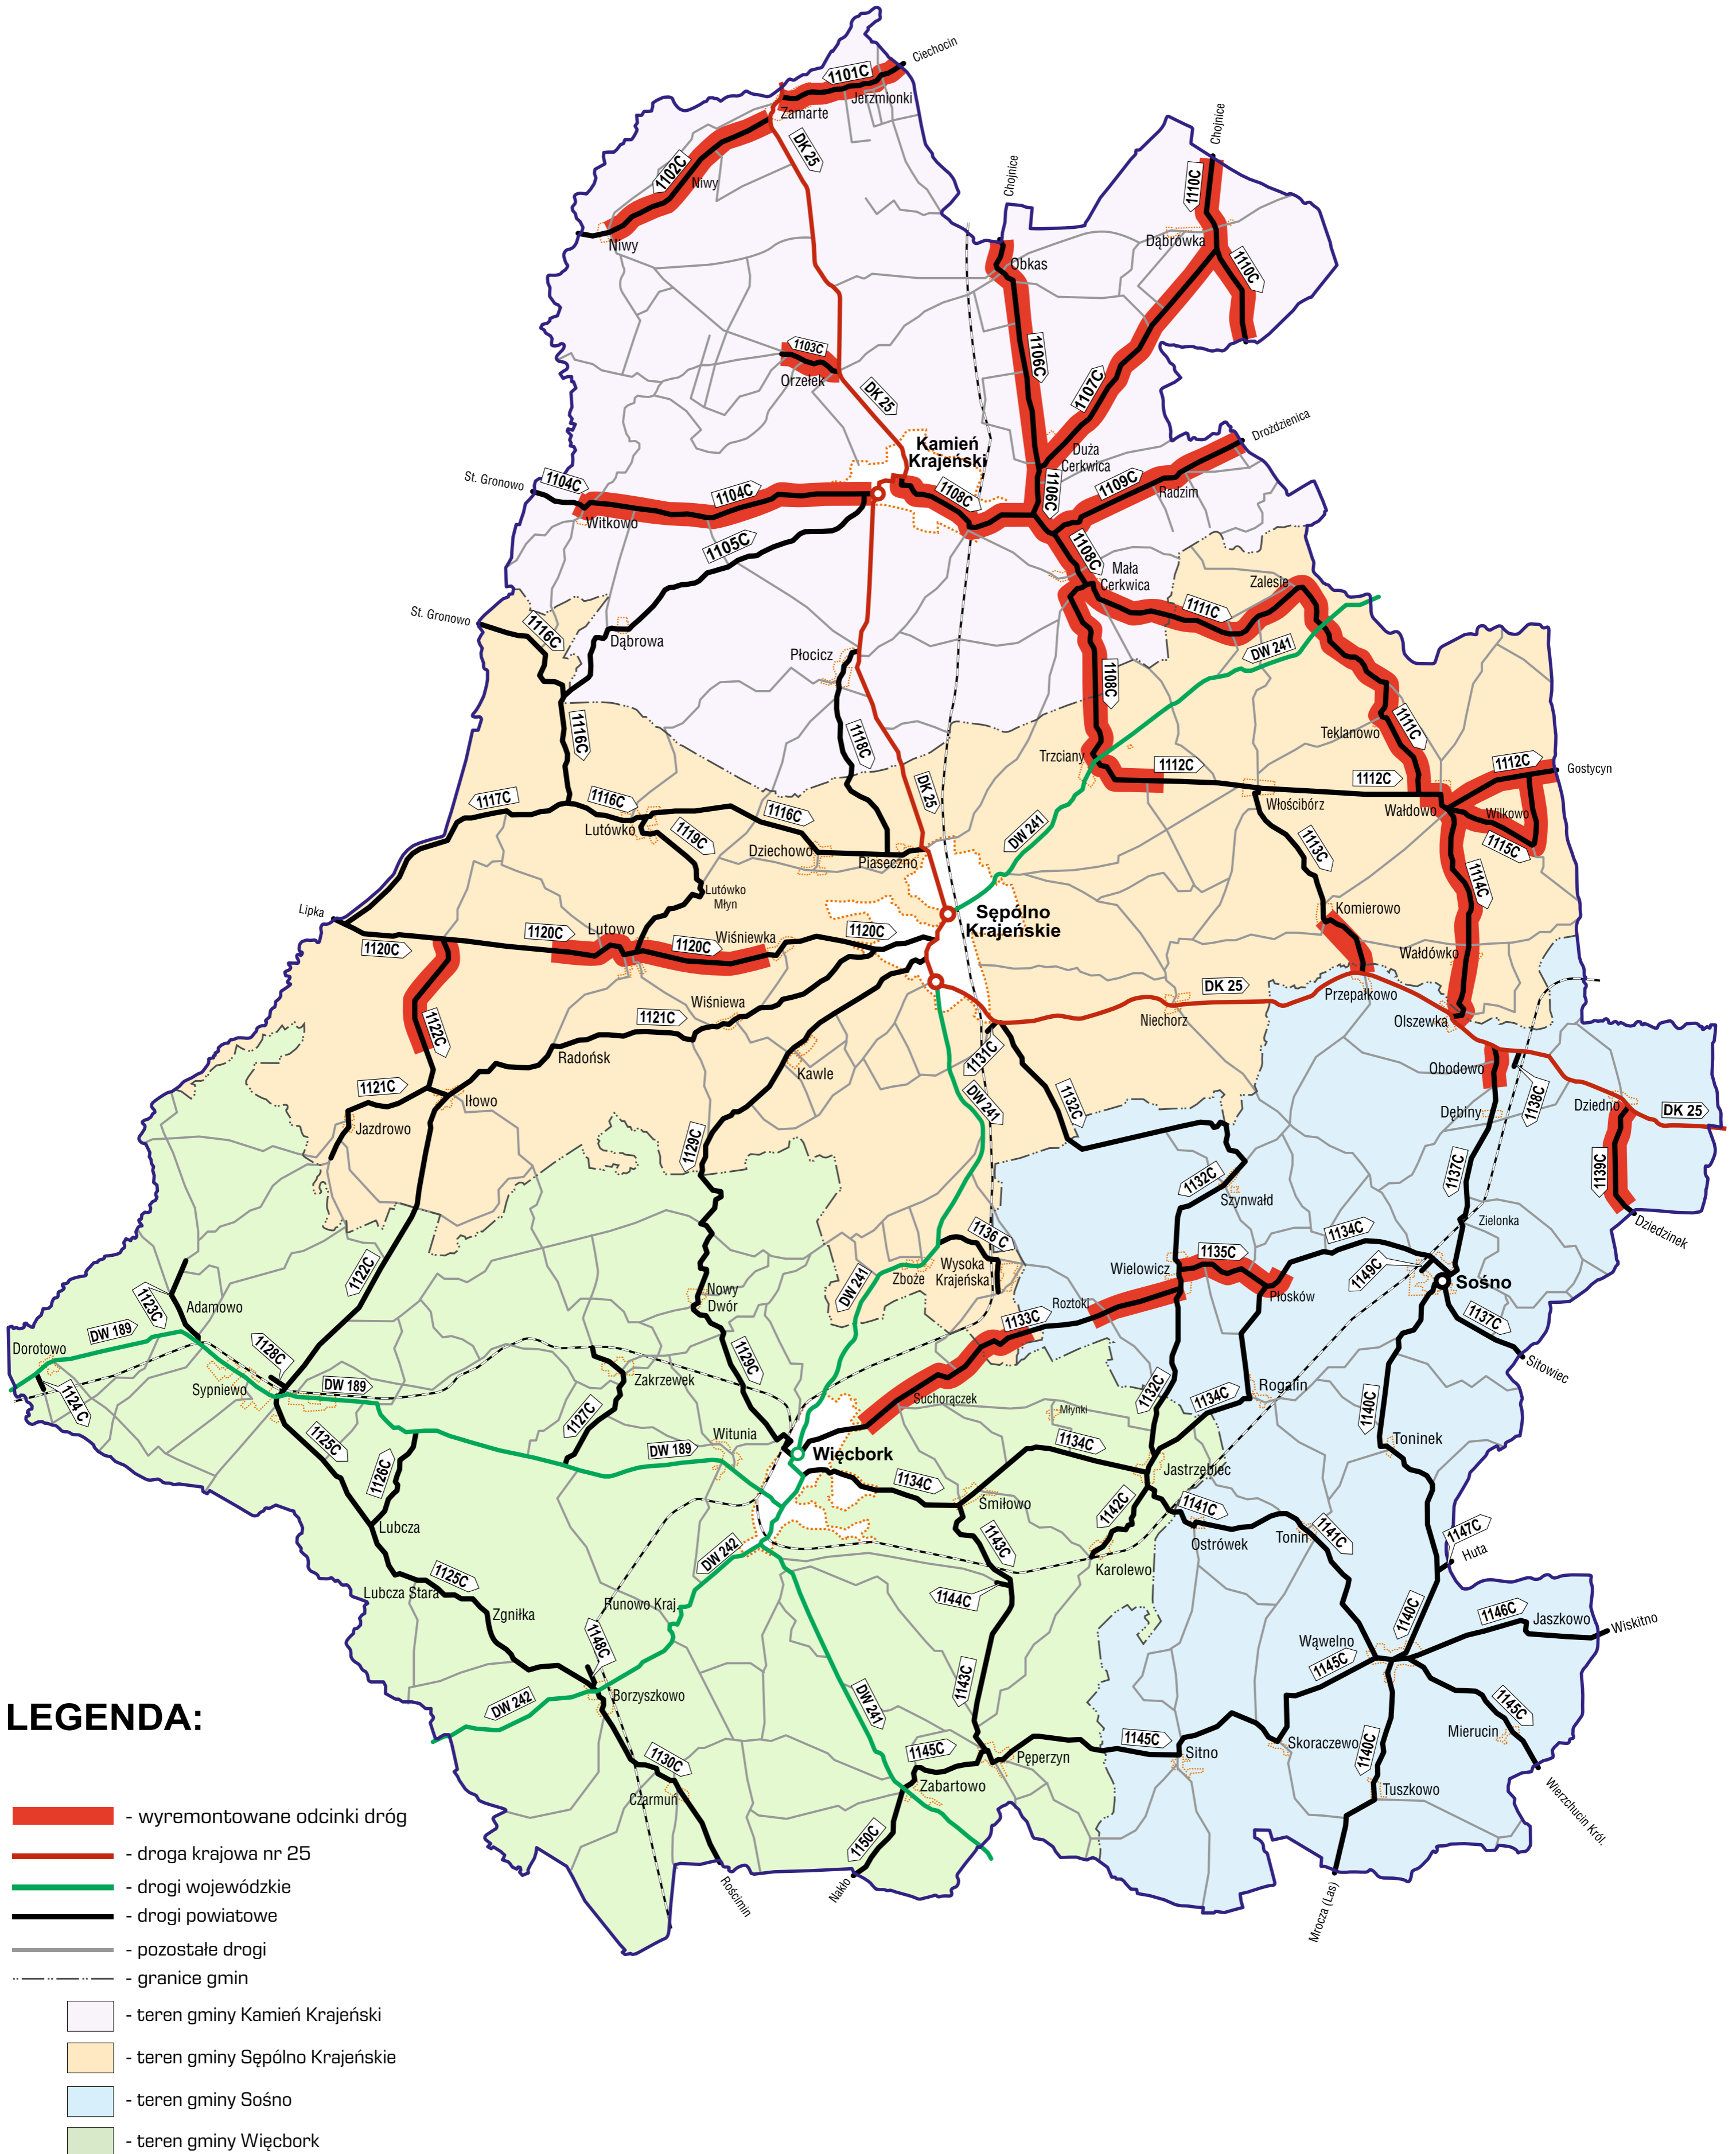 Ciechocin
1101C
Jerzmionki
Zamarte
DK 25
1102C
Niwy
Niwy
Chojnice
Chojnice
1110C
Dąbrówka
1110C
Obkas
1106C
1107C
1103C
Orzełek
DK 25
Kamień
Krajeński
Duża
Cerkwica
Drożdzienica
St. Gronowo
1104C
1104C
1108C
1106C
1109C
Radzim
Witkowo
1105C
1108C
Mała
Cerkwica
Zalesie
1111C
St. Gronowo
1116C
Dąbrowa
Płocicz
DW 241
1108C
1116C
1118C
Teklanowo
1111C
Trzciany
1112C
1112C
1112C
Gostycyn
DK 25
1117C
1116C
Lutówko
1116C
1119C
Dziechowo
Piaseczno
DW 241
Włościbórz
Wałdowo
Wilkowo
1115C
1113C
1114C
Lutówko
Młyn
Lipka
Sępólno
Krajeńskie
Komierowo
1120C
1120C
Lutowo
1120C
Wiśniewka
1120C
Wałdówko
1122C
Wiśniewa
1121C
Radońsk
DK 25
Niechorz
Przepałkowo
Olszewka
1131C
Kawle
Obodowo
1138C
1121C
Iłowo
Jazdrowo
DW 241
1132C
Dębiny
Dziedno
DK 25
1129C
1137C
1139C
1132C
Szynwałd
Zielonka
Dziedzinek
1136 C
Wysoka
Krajeńska
Zboże
1134C
1135C
Wielowicz
Płosków
1149C
Sośno
1122C
Nowy
Dwór
DW 241
Roztoki
1133C
1137C
Sitowiec
1123C
Adamowo
DW 189
Dorotowo
1124 C
1128C
Sypniewo
DW 189
1129C
Zakrzewek
1127C
Suchorączek
1132C
1134C
Rogalin
1140C
Młynki
1125C
1126C
Witunia
DW 189
Więcbork
1134C
1134C
Toninek
Jastrzębiec
Śmiłowo
1142C
1141C
Ostrówek
Tonin
1141C
1147C
Huta
Lubcza
DW 242
1143C
Karolewo
Lubcza Stara
1125C
1144C
Zgniłka
Runowo Kraj.
1148C
1140C
1146C
Jaszkowo
Wiskitno
Wąwelno
1145C
1143C
LEGENDA:
DW 242
Borzyszkowo
DW 241
1145C
Mierucin
1145C
1145C
Pęperzyn
Sitno
Skoraczewo
1140C
1130C
Czarmuń
Zabartowo
Tuszkowo
Wierzchucin Król.
1150C
Nakło
Rościmin
Mrocza (Las)
- wyremontowane odcinki dróg
- droga krajowa nr 25
- drogi wojewódzkie
- drogi powiatowe
- pozostałe drogi
- granice gmin
- teren gminy Kamień Krajeński
- teren gminy Sępólno Krajeńskie
- teren gminy Sośno
- teren gminy Więcbork